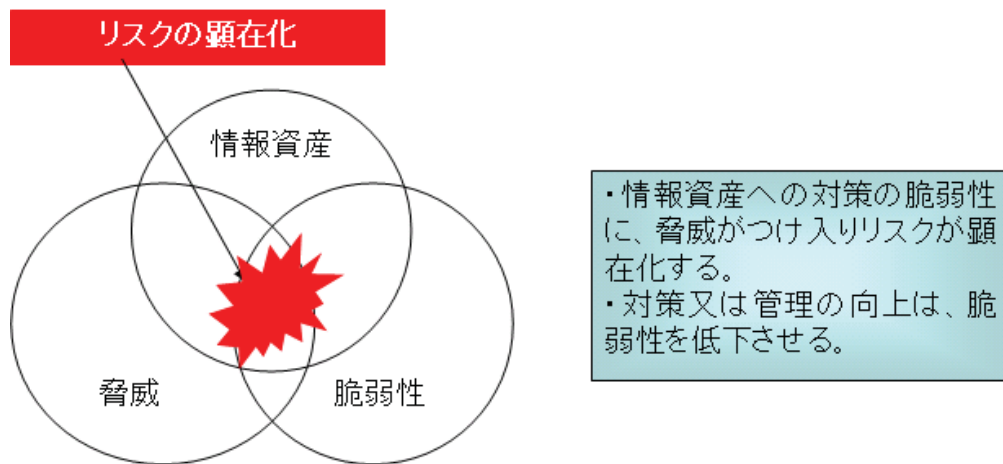 リスクの顕在化
情報資産
脅威
脆弱性
・情報資産への対策の脆弱性
に、脅威がつけ入りリスクが顕
在化する。
・対策又は管理の向上は、脆
弱性を低下させる。